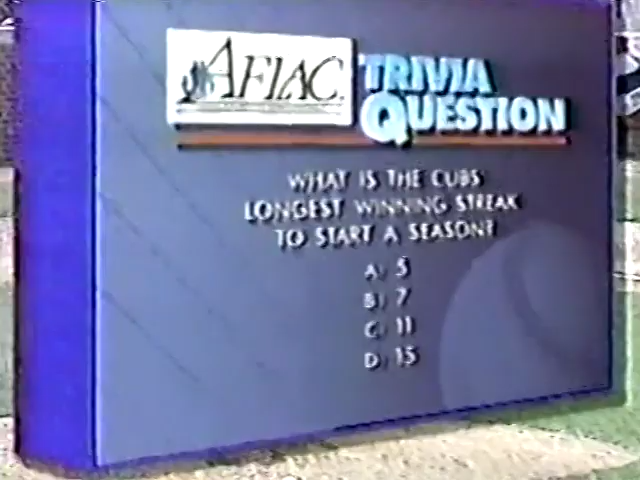 AFLAC TRIVIA
QUESTION
WHAT IS THE CUBS
LONGEST WINNING STREAK
TO START A SEASON?
A: 5
B: 7
C: 11
D: 15